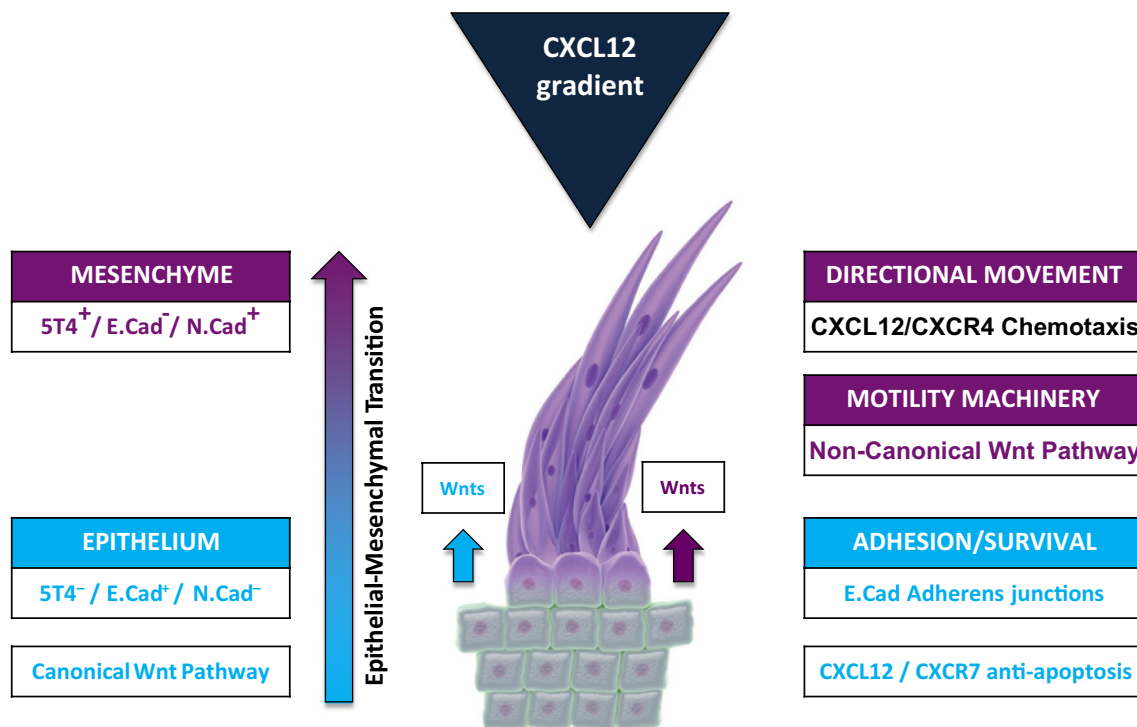 CXCL12
gradient
MESENCHYME
5T4⁺/ E.Cad⁻/ N.Cad⁺
EPITHELIUM
5T4⁻ / E.Cad⁺ / N.Cad⁻
Canonical Wnt Pathway
Epithelial-Mesenchymal Transition
Wnts
Wnts
DIRECTIONAL MOVEMENT
CXCL12/CXCR4 Chemotaxis
MOTILITY MACHINERY
Non-Canonical Wnt Pathway
ADHESION/SURVIVAL
E.Cad Adherens junctions
CXCL12 / CXCR7 anti-apoptosis